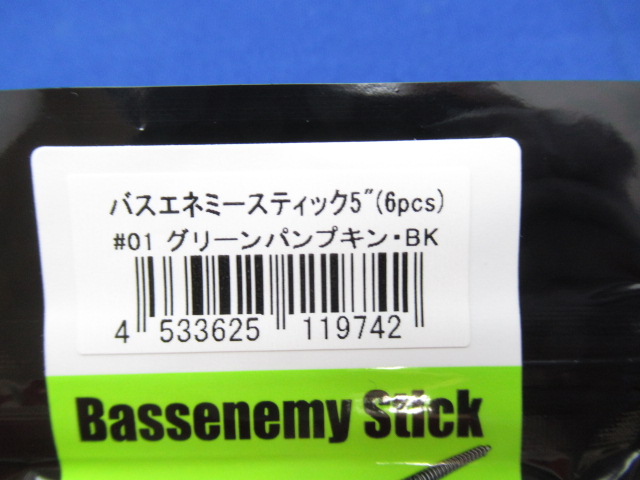 バスエネミースティック5"(6pcs)
#01 グリーンパンプキン・BK
4 533625 119742
Bassenemy Stick